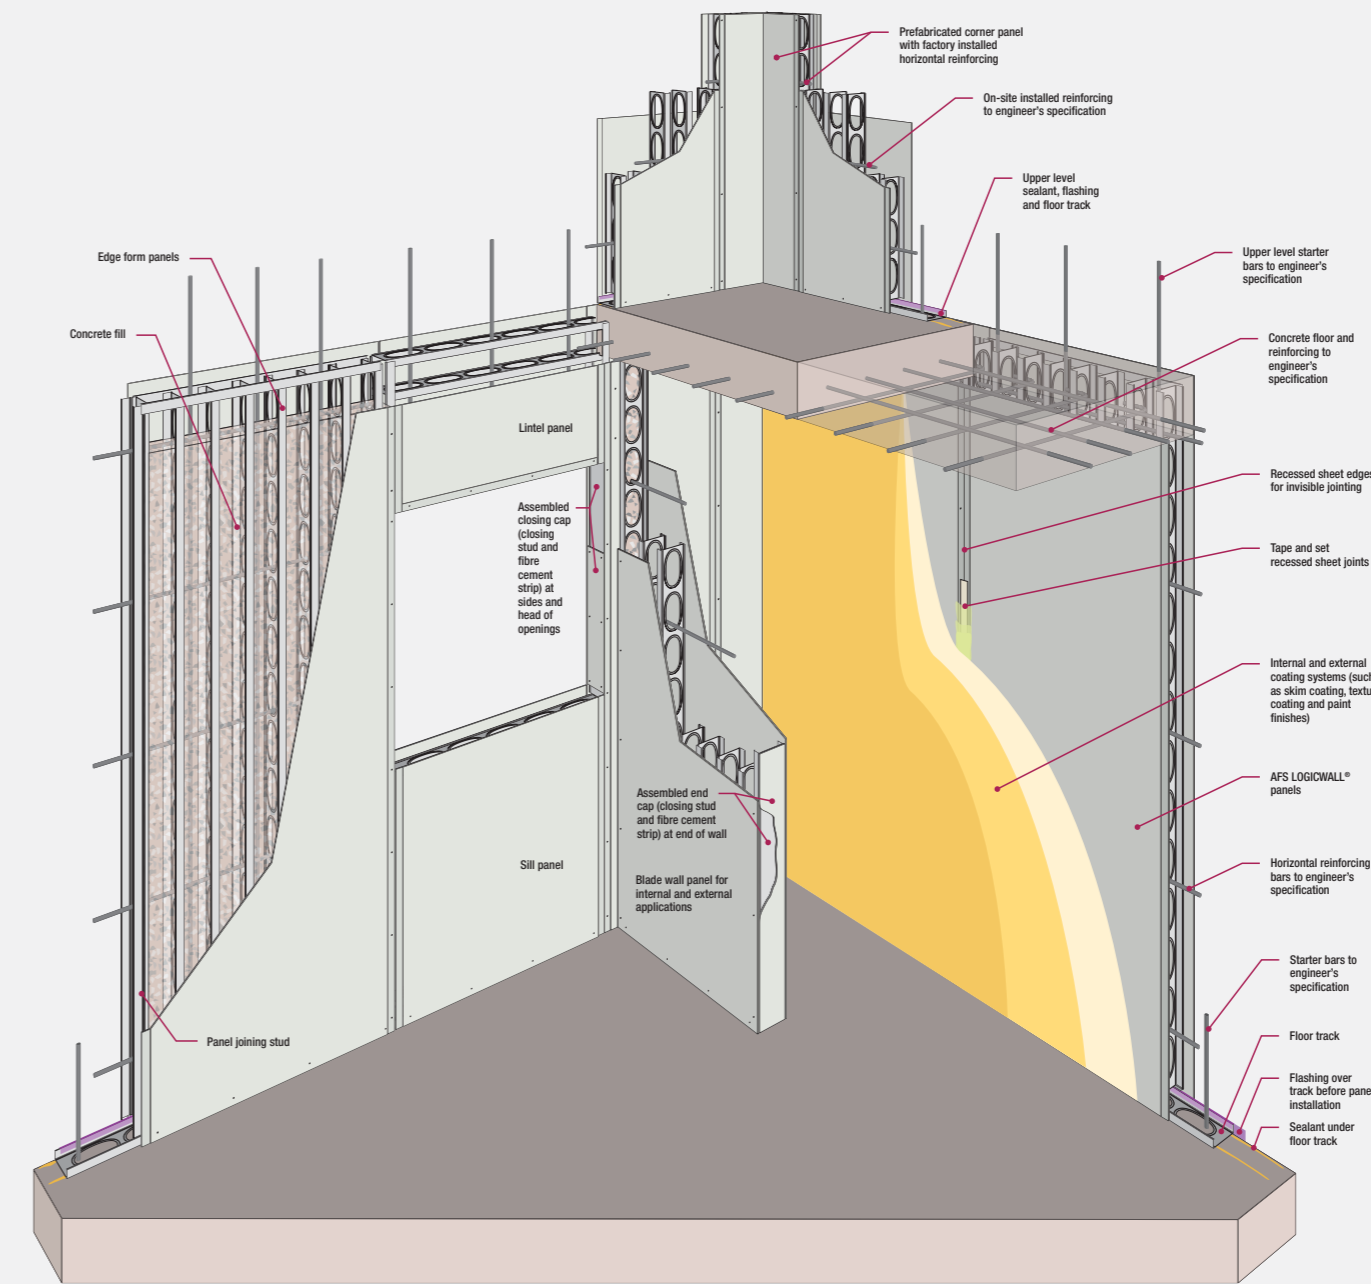 Prefabricated corner panel
with factory installed
horizontal reinforcing
On-site installed reinforcing
to engineer's specification
Upper level
sealant, flashing
and floor track
Edge form panels
Upper level starter
bars to engineer's
specification
Concrete fill
Concrete floor and
reinforcing to
engineer's
specification
Lintel panel
Recessed sheet edges
for invisible jointing
Assembled
closing cap
(closing
stud and
fibre
cement
strip) at
sides and
head of
openings
Tape and set
recessed sheet joints
Internal and external
coating systems (such
as skim coating, textu
coating and paint
finishes)
AFS LOGICWALL®
panels
Assembled end
cap (closing stud
and fibre cement
strip) at end of wall
Sill panel
Blade wall panel for
internal and external
applications
Horizontal reinforcing
bars to engineer's
specification
Starter bars to
engineer's
specification
Panel joining stud
Floor track
Flashing over
track before pane
installation
Sealant under
floor track